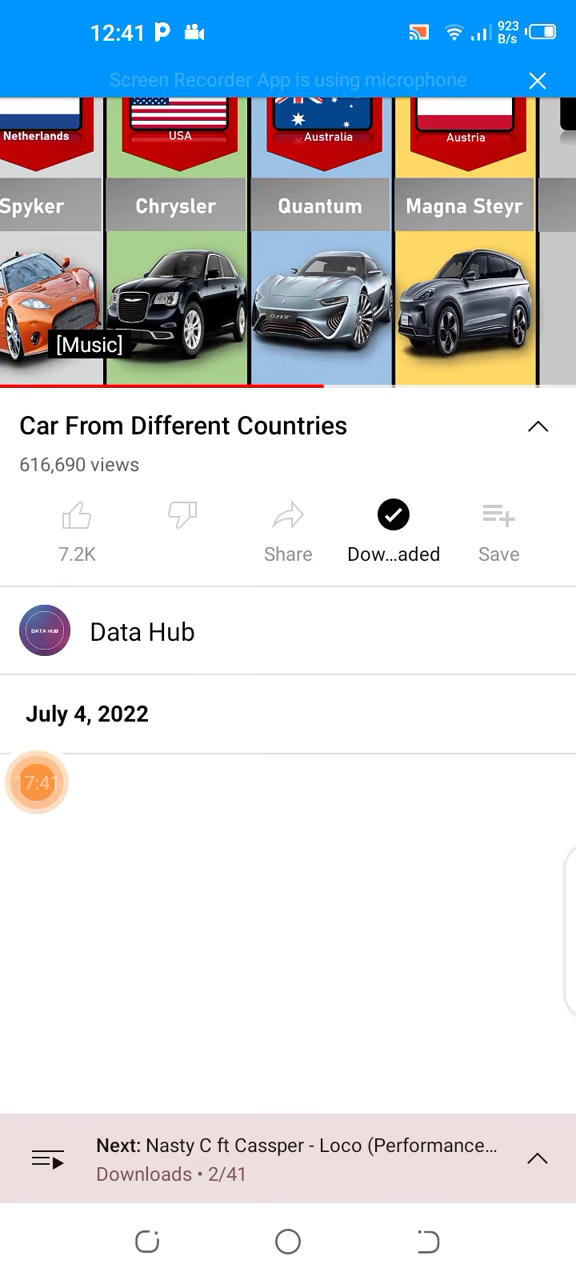 12:41
923
B/s
Screen Recorder App is using microphone
Netherlands USA Australia Austria
Spyker Chrysler Quantum Magna Steyr
[Music]
Car From Different Countries
616,690 views
7.2K Share Dow...aded Save
DATA HUB
Data Hub
July 4, 2022
17:41
Next: Nasty C ft Cassper - Loco (Performance...
Downloads • 2/41